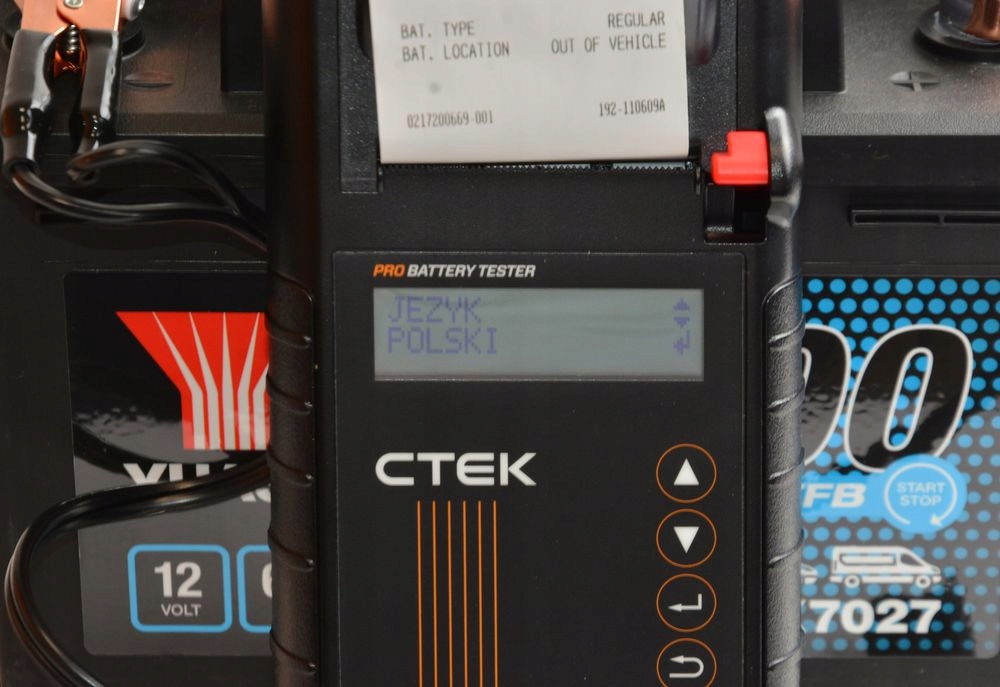 BAT. TYPE REGULAR
BAT. LOCATION OUT OF VEHICLE
0217200669-001 192-110609A
PRO BATTERY TESTER
JEZYK
POLSKI
CTEK
12
VOLT
START
STOP
7027